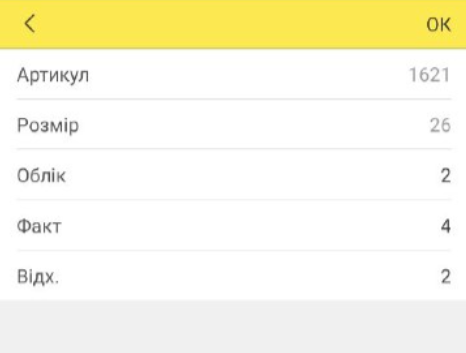 OK
Артикул 1621
Розмір 26
Облік 2
Факт 4
Відх. 2